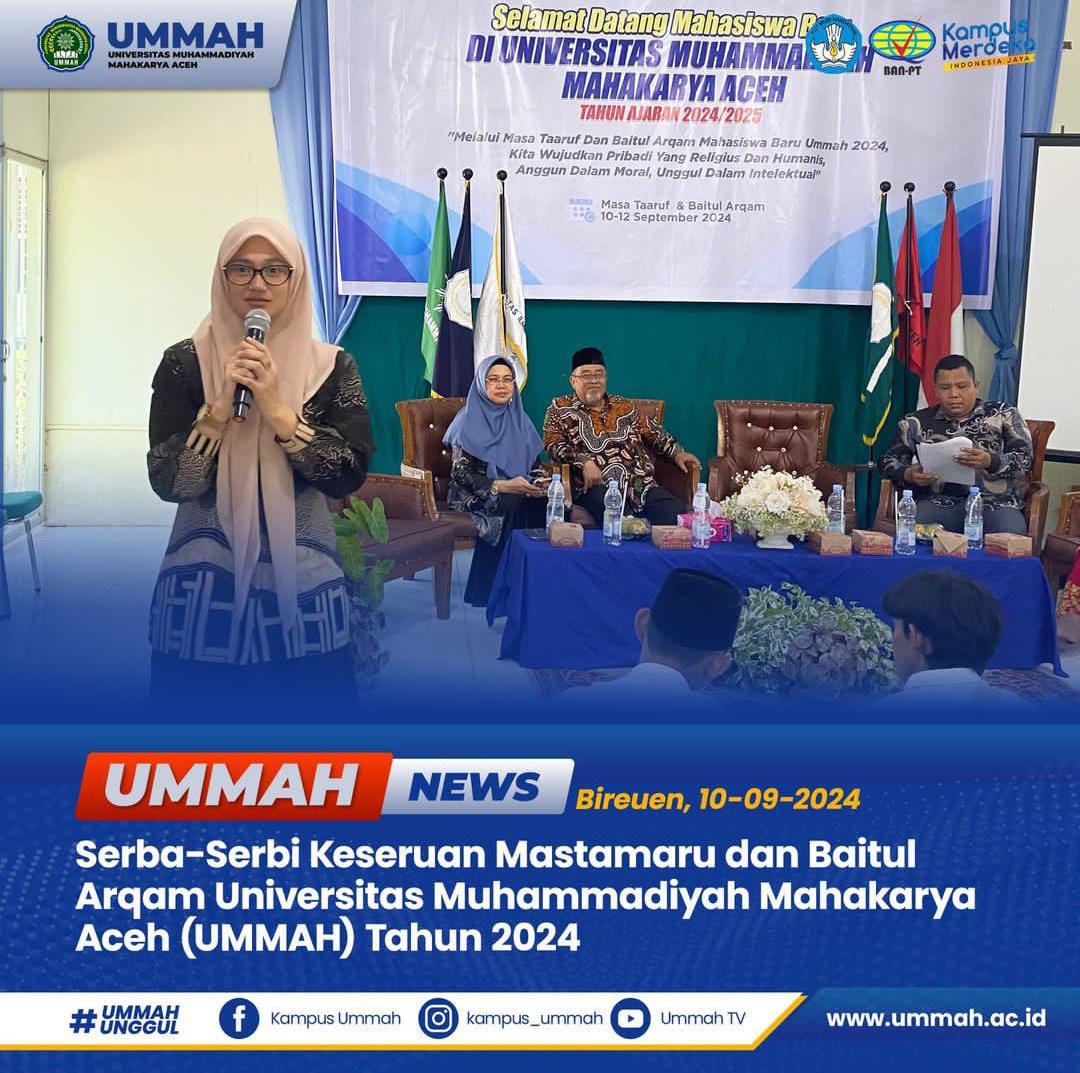 UMMAH
UNIVERSITAS MUHAMMADIYAH
MAHAKARYA ACEH
UMMAH
Selamat Datang Mahasiswa
DI UNIVERSITAS
MAHAKARYA ACEH
TAHUN AJARAN 2024/2025
"Melalui Masa Taaruf Dan Baitul Arqam Mahasiswa Baru Ummah 2024,
Kita Wujudkan Pribadi Yang Religius Dan Humanis,
Anggun Dalam Moral, Unggul Dalam Intelektual"
Masa Taaruf & Baitul Arqam
10-12 September 2024
BAN-PT
Kampus
Merdeka
INDONESIA JAYA
UMMAH NEWS
Bireuen, 10-09-2024
Serba-Serbi Keseruan Mastamaru dan Baitul
Arqam Universitas Muhammadiyah Mahakarya
Aceh (UMMAH) Tahun 2024
#UMMAH
UNGGUL
Kampus Ummah
kampus_ummah
Ummah TV
www.ummah.ac.id